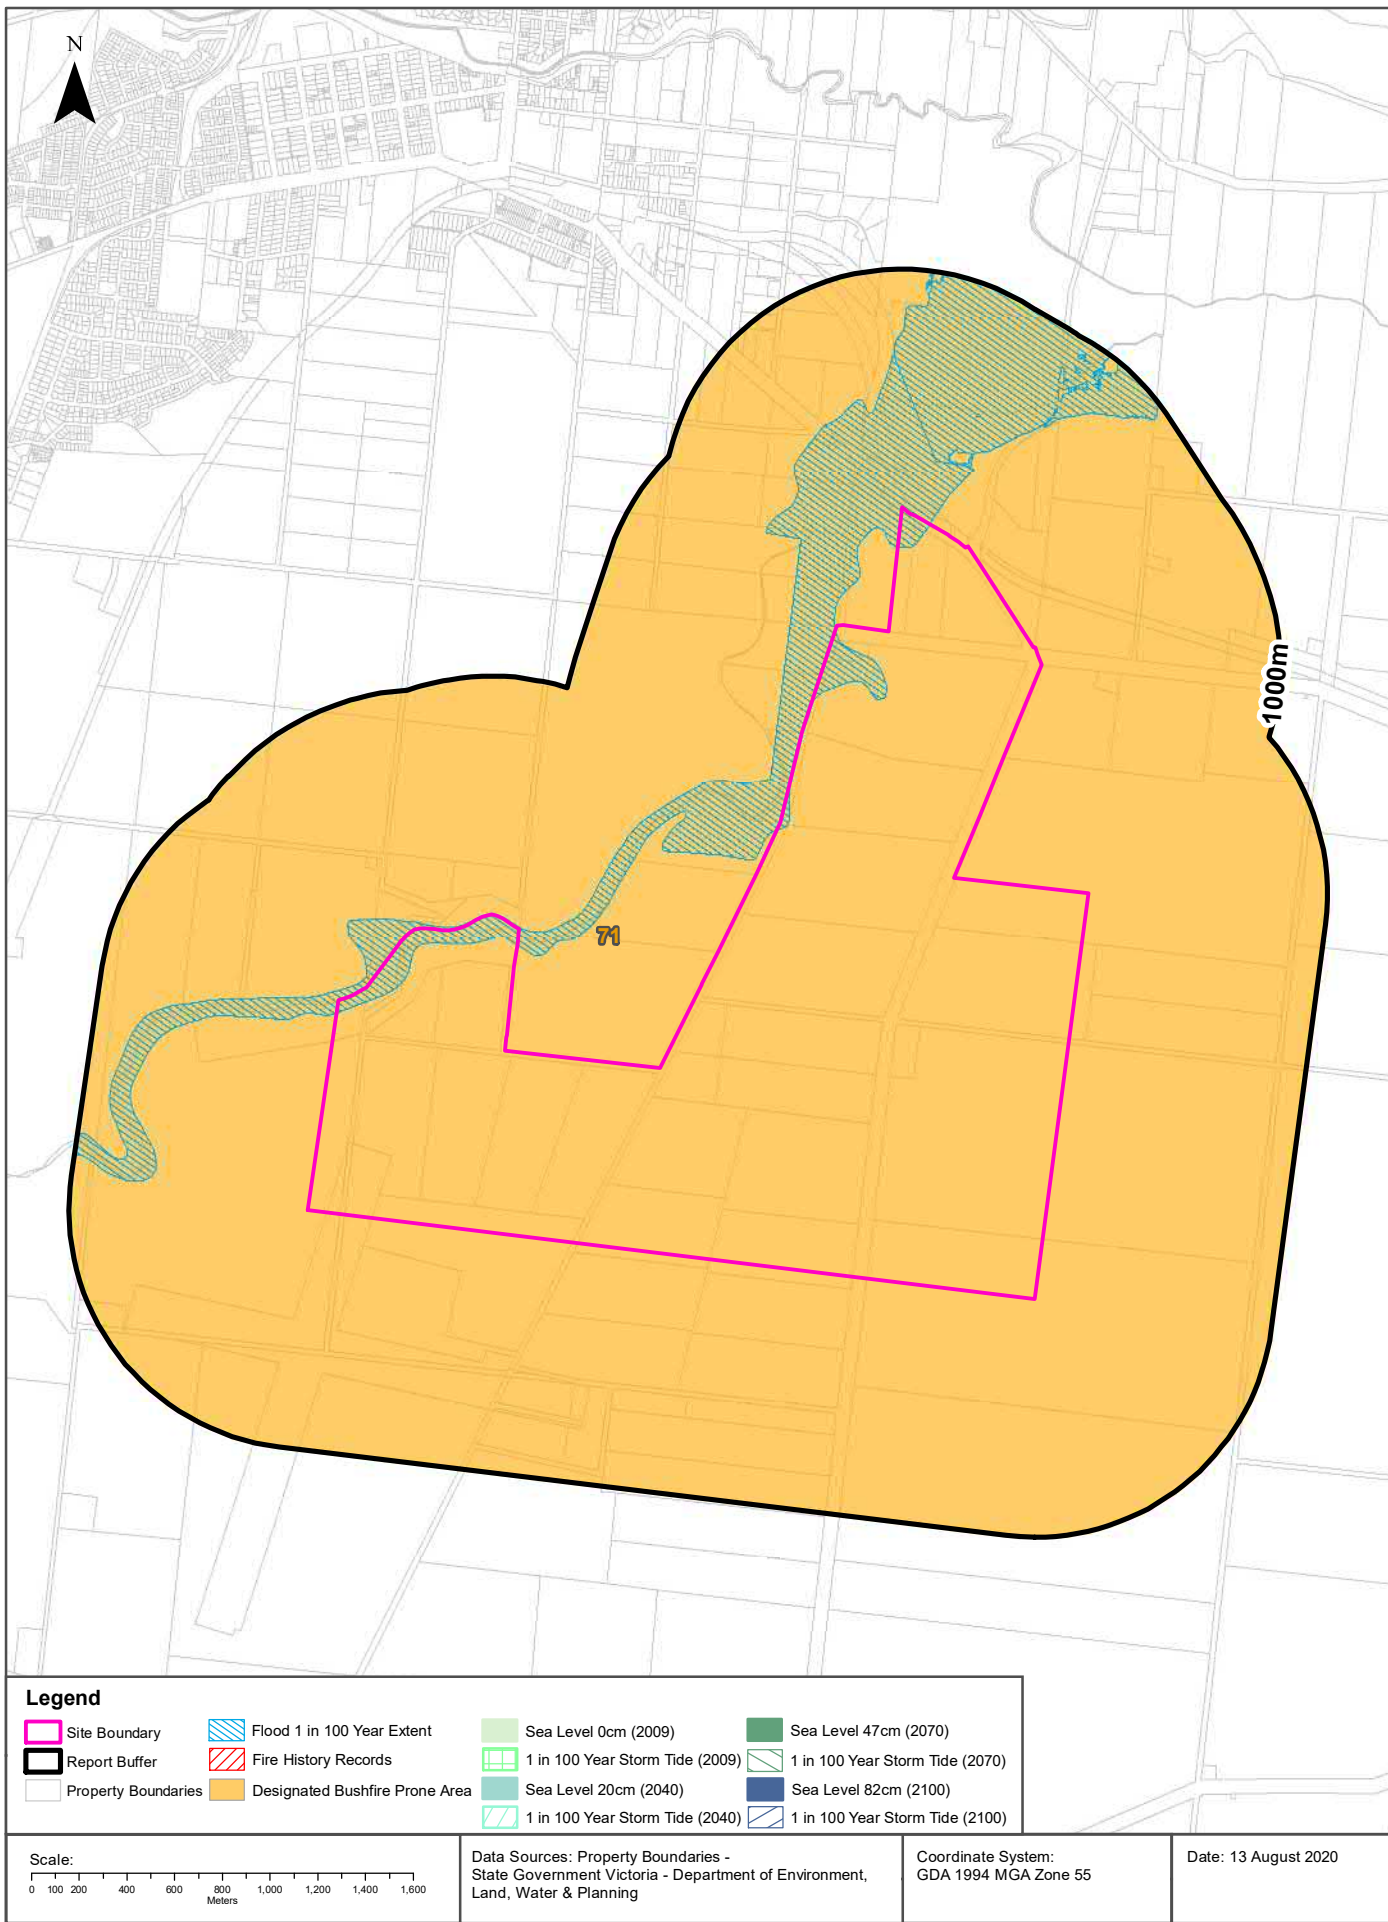 N
1000m
71
Legend
Site Boundary
Report Buffer
Property Boundaries
Flood 1 in 100 Year Extent
Fire History Records
Designated Bushfire Prone Area
Sea Level 0cm (2009)
1 in 100 Year Storm Tide (2009)
Sea Level 20cm (2040)
1 in 100 Year Storm Tide (2040)
Sea Level 47cm (2070)
1 in 100 Year Storm Tide (2070)
Sea Level 82cm (2100)
1 in 100 Year Storm Tide (2100)
Scale:
0 100 200 400 600 800 1,000 1,200 1,400 1,600
Meters
Data Sources: Property Boundaries -
State Government Victoria - Department of Environment,
Land, Water & Planning
Coordinate System:
GDA 1994 MGA Zone 55
Date: 13 August 2020